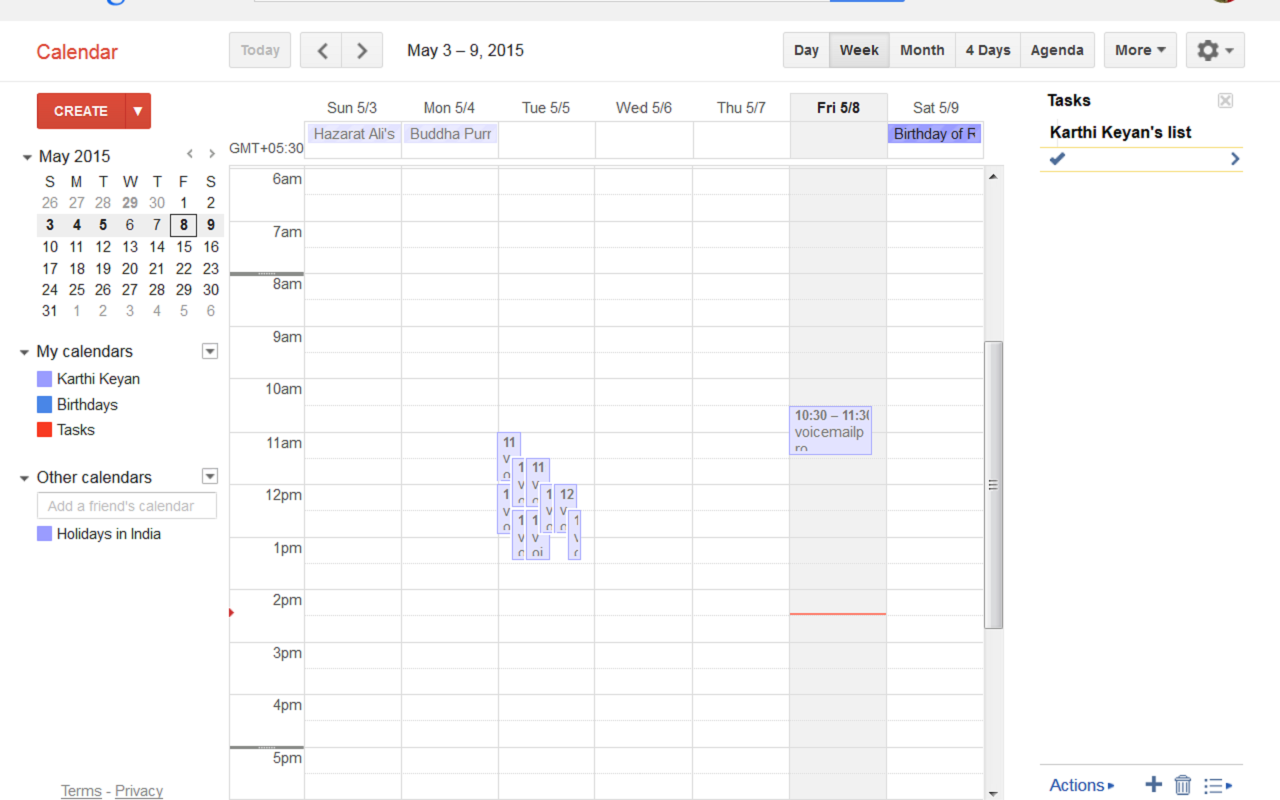 Calendar
Today
May 3 – 9, 2015
Day
Week
Month
4 Days
Agenda
More
CREATE
May 2015
S M T W T F S
26 27 28 29 30 1 2
3 4 5 6 7 8 9
10 11 12 13 14 15 16
17 18 19 20 21 22 23
24 25 26 27 28 29 30
31 1 2 3 4 5 6
My calendars
Karthi Keyan
Birthdays
Tasks
Other calendars
Add a friend's calendar
Holidays in India
Terms - Privacy
Sun 5/3
Mon 5/4
Tue 5/5
Wed 5/6
Thu 5/7
Fri 5/8
Sat 5/9
GMT+05:30
Hazarat Ali's
Buddha Purr
Birthday of R
6am
7am
8am
9am
10am
11am
12pm
1pm
2pm
3pm
4pm
5pm
11
11
12
10:30 – 11:30
voicemailp
ro
Tasks
Karthi Keyan's list
Actions